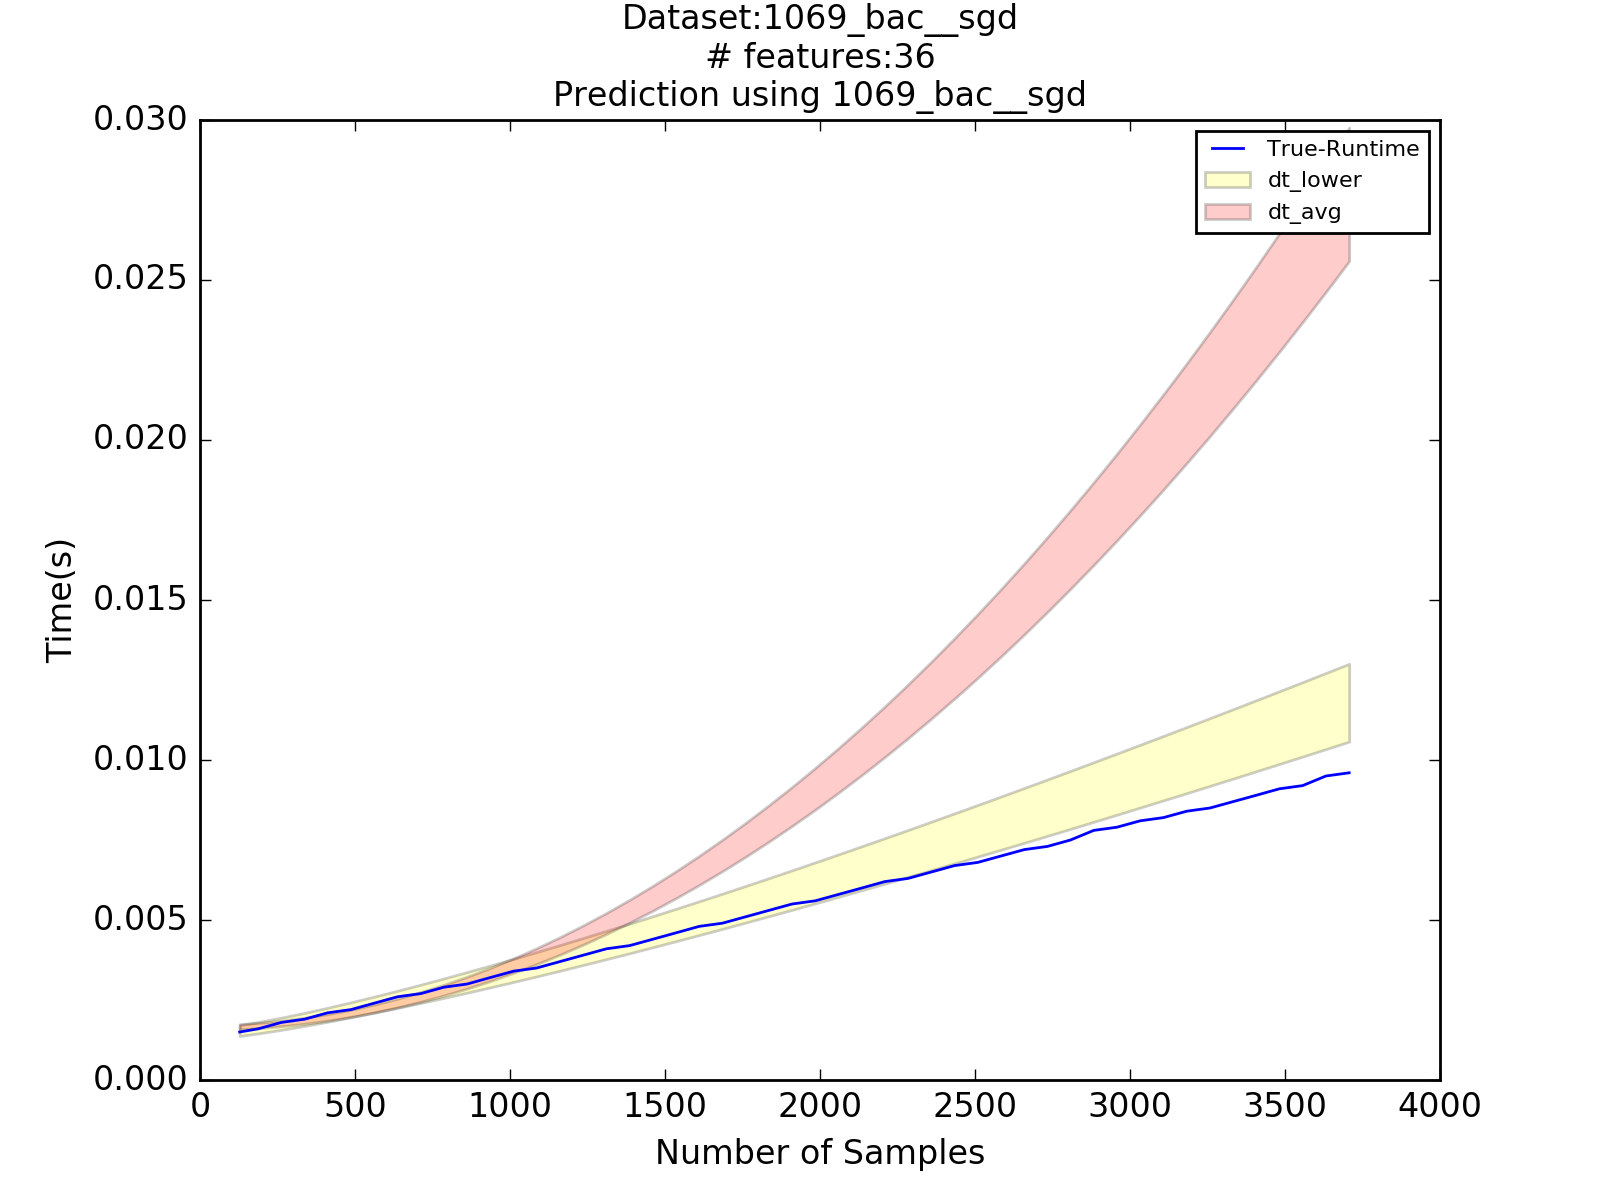 Dataset:1069_bac__sgd
# features:36
Prediction using 1069_bac__sgd
0.030
0.025
0.020
0.015
0.010
0.005
0.000
Time(s)
True-Runtime
dt_lower
dt_avg
0 500 1000 1500 2000 2500 3000 3500 4000
Number of Samples